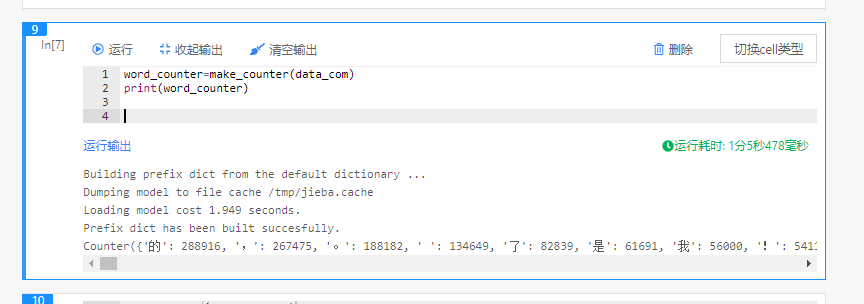 9
In[7]
运行 收起输出 清空输出 删除 切换cell类型
1 word_counter=make_counter(data_com)
2 print(word_counter)
3
4
运行输出 运行耗时: 1分5秒478毫秒
Building prefix dict from the default dictionary ...
Dumping model to file cache /tmp/jieba.cache
Loading model cost 1.949 seconds.
Prefix dict has been built succesfully.
Counter({'的': 288916, '，': 267475, '。': 188182, ' ': 134649, '了': 82839, '是': 61691, '我': 56000, '！': 5411
10